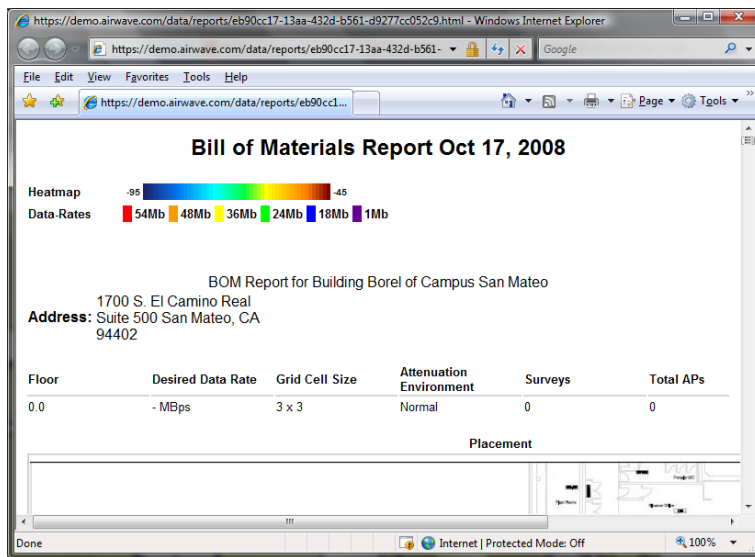 https://demo.airwave.com/data/reports/eb90cc17-13aa-432d-b561-d9277cc052c9.html - Windows Internet Explorer
https://demo.airwave.com/data/reports/eb90cc17-13aa-432d-b561-
Google
File Edit View Favorites Tools Help
https://demo.airwave.com/data/reports/eb90cc1...
Page Tools
Bill of Materials Report Oct 17, 2008
Heatmap -95 -45
Data-Rates 54Mb 48Mb 36Mb 24Mb 18Mb 1Mb
BOM Report for Building Borel of Campus San Mateo
1700 S. El Camino Real
Address: Suite 500 San Mateo, CA
94402
Floor Desired Data Rate Grid Cell Size Attenuation Environment Surveys Total APs
0.0 - MBps 3 x 3 Normal 0 0
Placement
Done Internet | Protected Mode: Off 100%